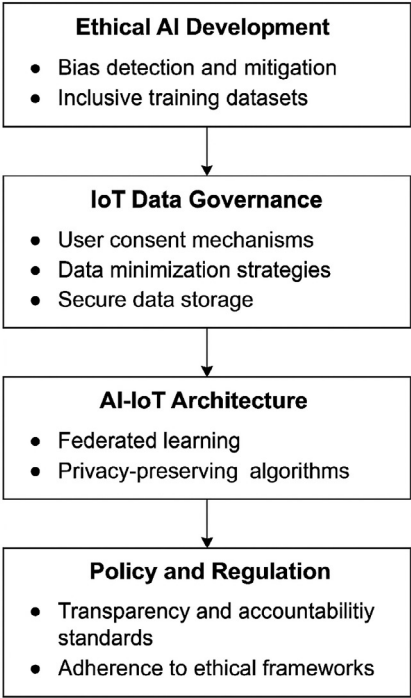 Ethical AI Development
● Bias detection and mitigation
● Inclusive training datasets
IoT Data Governance
● User consent mechanisms
● Data minimization strategies
● Secure data storage
AI-IoT Architecture
● Federated learning
● Privacy-preserving algorithms
Policy and Regulation
● Transparency and accountabilitiy
standards
● Adherence to ethical frameworks